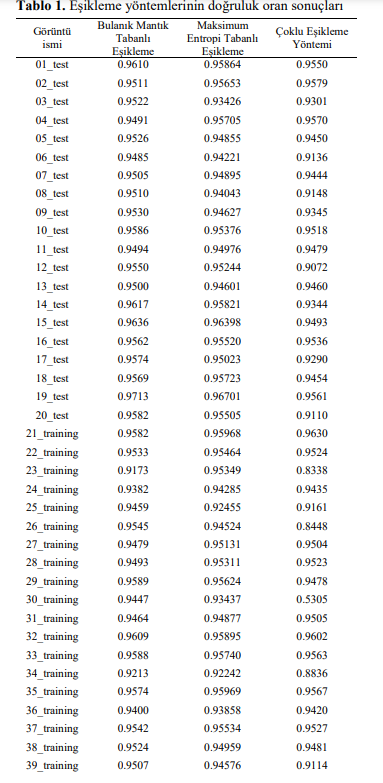 Tablo 1. Eşikleme yöntemlerinin doğruluk oran sonuçları
Görüntü ismi Bulanık Mantık Tabanlı Eşikleme Maksimum Entropi Tabanlı Eşikleme Çoklu Eşikleme Yöntemi
01_test 0.9610 0.95864 0.9550
02_test 0.9511 0.95653 0.9579
03_test 0.9522 0.93426 0.9301
04_test 0.9491 0.95705 0.9570
05_test 0.9526 0.94855 0.9450
06_test 0.9485 0.94221 0.9136
07_test 0.9505 0.94895 0.9444
08_test 0.9510 0.94043 0.9148
09_test 0.9530 0.94627 0.9345
10_test 0.9586 0.95376 0.9518
11_test 0.9494 0.94976 0.9479
12_test 0.9550 0.95244 0.9072
13_test 0.9500 0.94601 0.9460
14_test 0.9617 0.95821 0.9344
15_test 0.9636 0.96398 0.9493
16_test 0.9562 0.95520 0.9536
17_test 0.9574 0.95023 0.9290
18_test 0.9569 0.95723 0.9454
19_test 0.9713 0.96701 0.9561
20_test 0.9582 0.95505 0.9110
21_training 0.9582 0.95968 0.9630
22_training 0.9533 0.95464 0.9524
23_training 0.9173 0.95349 0.8338
24_training 0.9382 0.94285 0.9435
25_training 0.9459 0.92455 0.9161
26_training 0.9545 0.94524 0.8448
27_training 0.9479 0.95131 0.9504
28_training 0.9493 0.95311 0.9523
29_training 0.9589 0.95624 0.9478
30_training 0.9447 0.93437 0.5305
31_training 0.9464 0.94877 0.9505
32_training 0.9609 0.95895 0.9602
33_training 0.9588 0.95740 0.9563
34_training 0.9213 0.92242 0.8836
35_training 0.9574 0.95969 0.9567
36_training 0.9400 0.93858 0.9420
37_training 0.9542 0.95534 0.9527
38_training 0.9524 0.94959 0.9481
39_training 0.9507 0.94576 0.9114